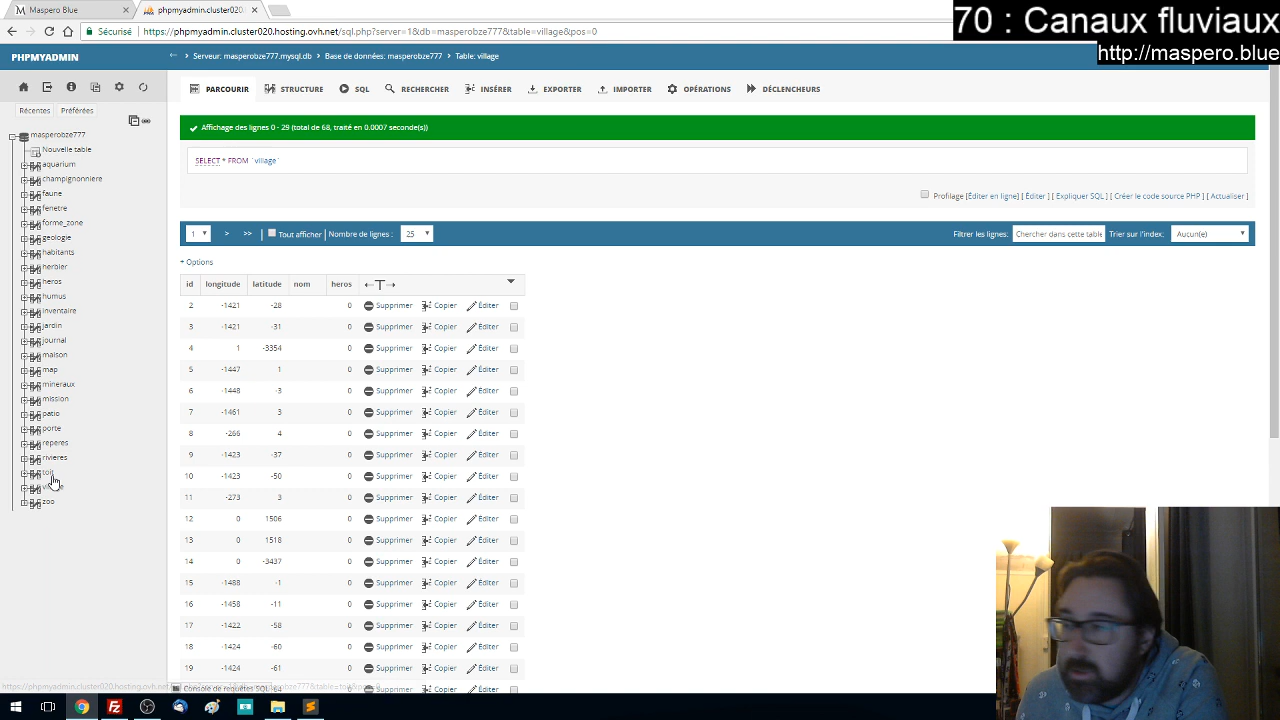 Maspero Blue
phpmyadmin.cluster020.
70 : Canaux fluviaux
Sécurisé https://phpmyadmin.cluster020.hosting.ovh.net/sql.php?server=1&db=masperobze777&table=village&pos=0
http://maspero.blue
PHPMYADMIN
Serveur: masperobze777.mysql.db » Base de données: masperobze777 » Table: village
PARCOURIR STRUCTURE SQL RECHERCHER INSÉRER EXPORTER IMPORTER OPÉRATIONS DÉCLENCHEURS
Récentes Préférées
Affichage des lignes 0 - 29 (total de 68, traité en 0.0007 seconde(s))
SELECT * FROM `village`
Profilage [Éditer en ligne] [ Éditer ] [ Expliquer SQL ] [ Créer le code source PHP ] [ Actualiser ]
1 > >> Tout afficher Nombre de lignes : 25 Filtrer les lignes: Chercher dans cette table Trier sur l'index: Aucun(e)
+ Options
masperobze777
Nouvelle table
aquarium
champignonniere
faune
fenetre
forme_zone
geologie
habitants
herbier
heros
humus
inventaire
jardin
journal
maison
map
mineraux
mission
patio
porte
reperes
rivieres
toit
zoo
id longitude latitude nom heros ←T→
2 -1421 -28 0 Supprimer Copier Éditer
3 -1421 -31 0 Supprimer Copier Éditer
4 1 -3354 0 Supprimer Copier Éditer
5 -1447 1 0 Supprimer Copier Éditer
6 -1448 -3 0 Supprimer Copier Éditer
7 -1461 3 0 Supprimer Copier Éditer
8 -266 4 0 Supprimer Copier Éditer
9 -1423 -37 0 Supprimer Copier Éditer
10 -1423 -50 0 Supprimer Copier Éditer
11 -273 3 0 Supprimer Copier Éditer
12 0 1506 0 Supprimer Copier Éditer
13 0 1518 0 Supprimer Copier Éditer
14 0 -3437 0 Supprimer Copier Éditer
15 -1488 -1 0 Supprimer Copier Éditer
16 -1458 -11 0 Supprimer Copier Éditer
17 -1422 -58 0 Supprimer Copier Éditer
18 -1424 -60 0 Supprimer Copier Éditer
19 -1424 -61 0 Supprimer Copier Éditer
Console de requêtes SQL -64 0 Supprimer Copier Éditer